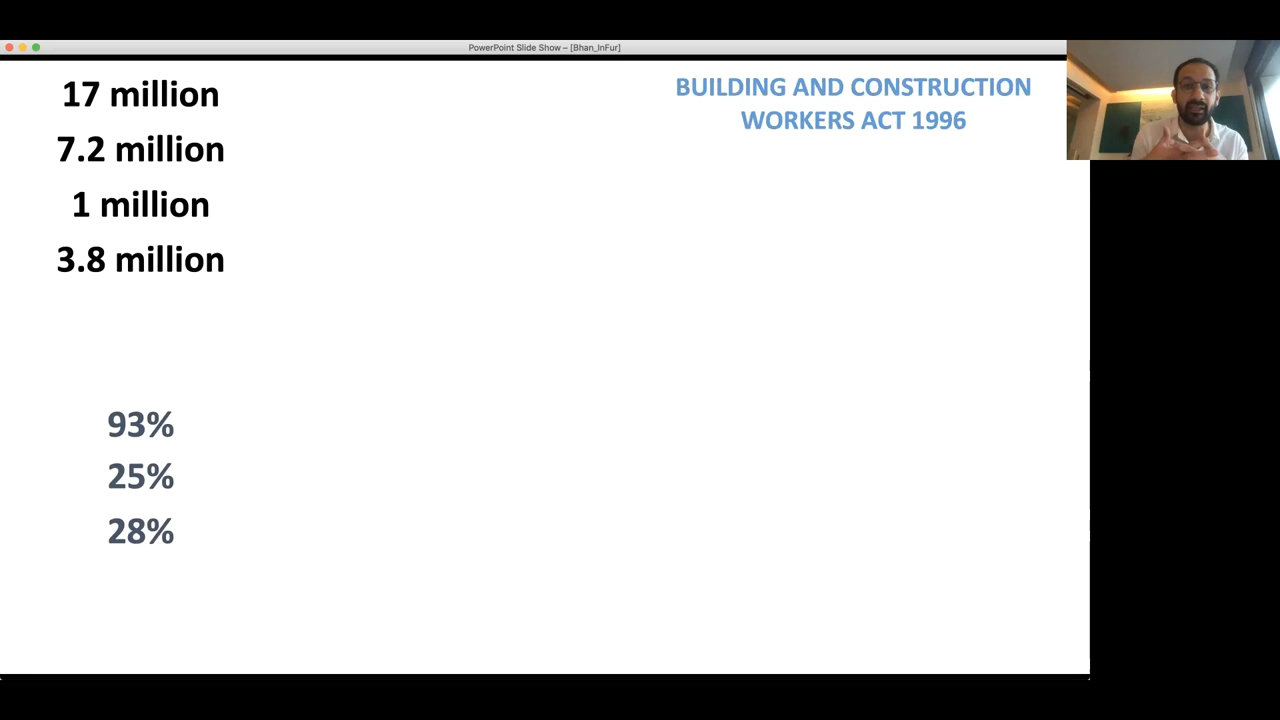 PowerPoint Slide Show – [Bhan_InFur]
17 million
7.2 million
1 million
3.8 million
93%
25%
28%
BUILDING AND CONSTRUCTION
WORKERS ACT 1996